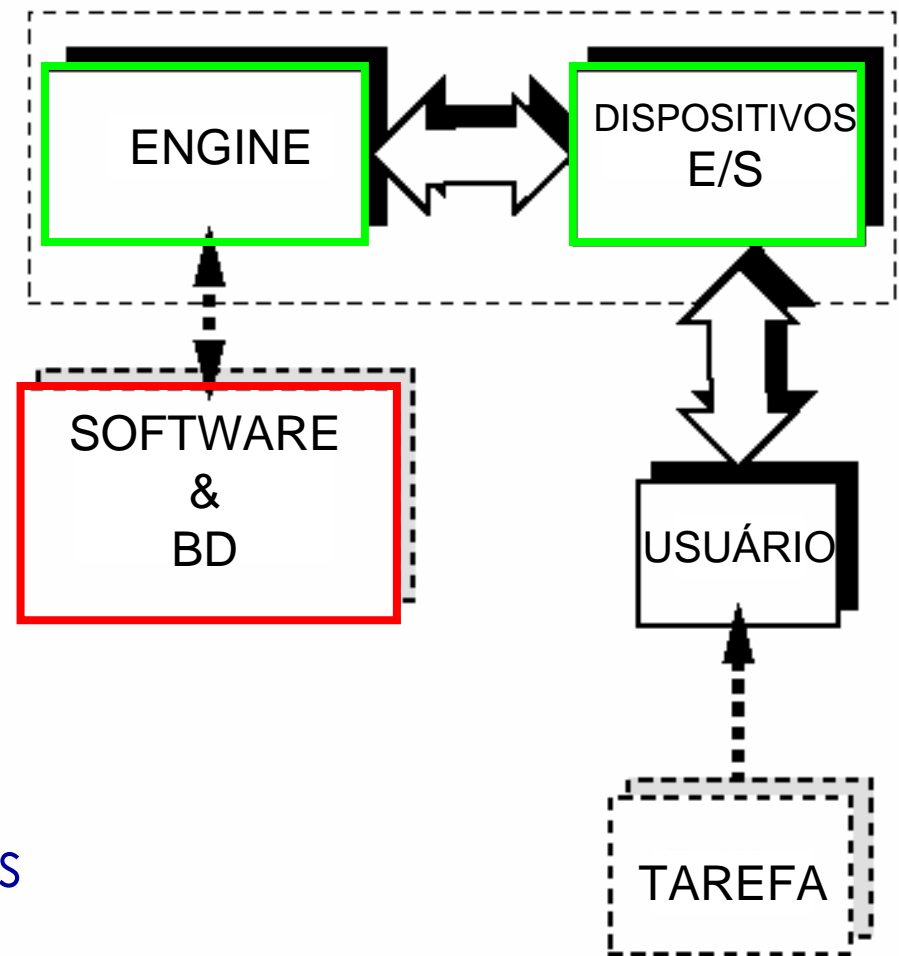 ENGINE
DISPOSITIVOS
E/S
SOFTWARE
&
BD
USUÁRIO
TAREFA
S